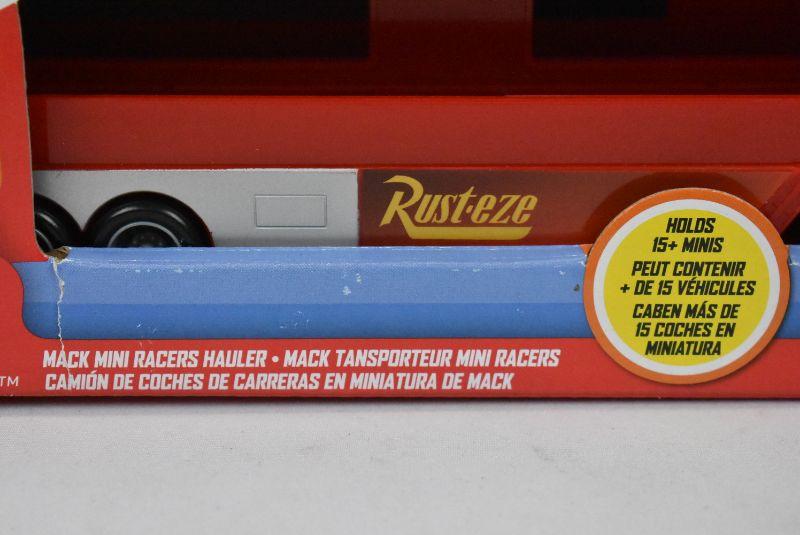 Rust-eze
HOLDS
15+ MINIS
PEUT CONTENIR
+ DE 15 VÉHICULES
CABEN MÁS DE
15 COCHES EN
MINIATURA
MACK MINI RACERS HAULER • MACK TANSPORTEUR MINI RACERS
TM CAMIÓN DE COCHES DE CARRERAS EN MINIATURA DE MACK